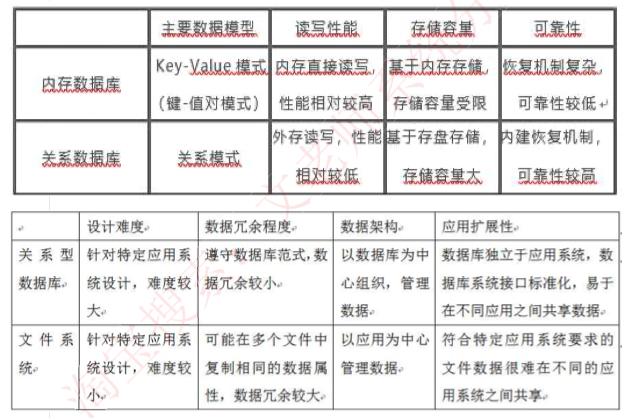 主要数据模型 读写性能 存储容量 可靠性
内存数据库 Key-Value 模式 内存直接读写， 基于内存存储， 恢复机制复杂，
（键-值对模式） 性能相对较高 存储容量受限 可靠性较低
关系数据库 关系模式 外存读写，性能 基于存盘存储， 内建恢复机制，
相对较低 存储容量大 可靠性较高
设计难度 数据冗余程度 数据架构 应用扩展性
关系型 针对特定应用系 遵守数据库范式，数 以数据库为中 数据库独立于应用系统，数
数据库 统设计，难度较 据冗余较小 心组织，管理 据库系统接口标准化，易于
大 数据 在不同应用之间共享数据
文件系 针对特定应用系 可能在多个文件中 以应用为中心 符合特定应用系统要求的
统 统设计，难度较 复制相同的数据属 管理数据 文件数据很难在不同的应
小 性，数据冗余较大 用系统之间共享